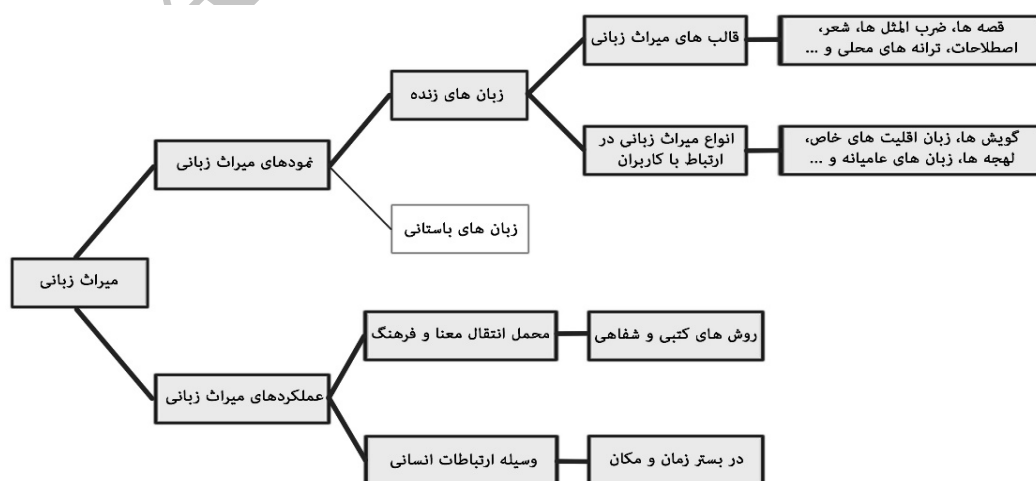 قصه ها، ضرب المثل ها، شعر،
اصطلاحات، ترانه های محلی و ...
قالب های میراث زبانی
زبان های زنده
گویش ها، زبان اقلیت های خاص،
لهجه ها، زبان های عامیانه و ...
انواع میراث زبانی در
ارتباط با کاربران
نمودهای میراث زبانی
زبان های باستانی
میراث زبانی
روش های کتبی و شفاهی
محمل انتقال معنا و فرهنگ
عملکردهای میراث زبانی
در بستر زمان و مکان
وسیله ارتباطات انسانی